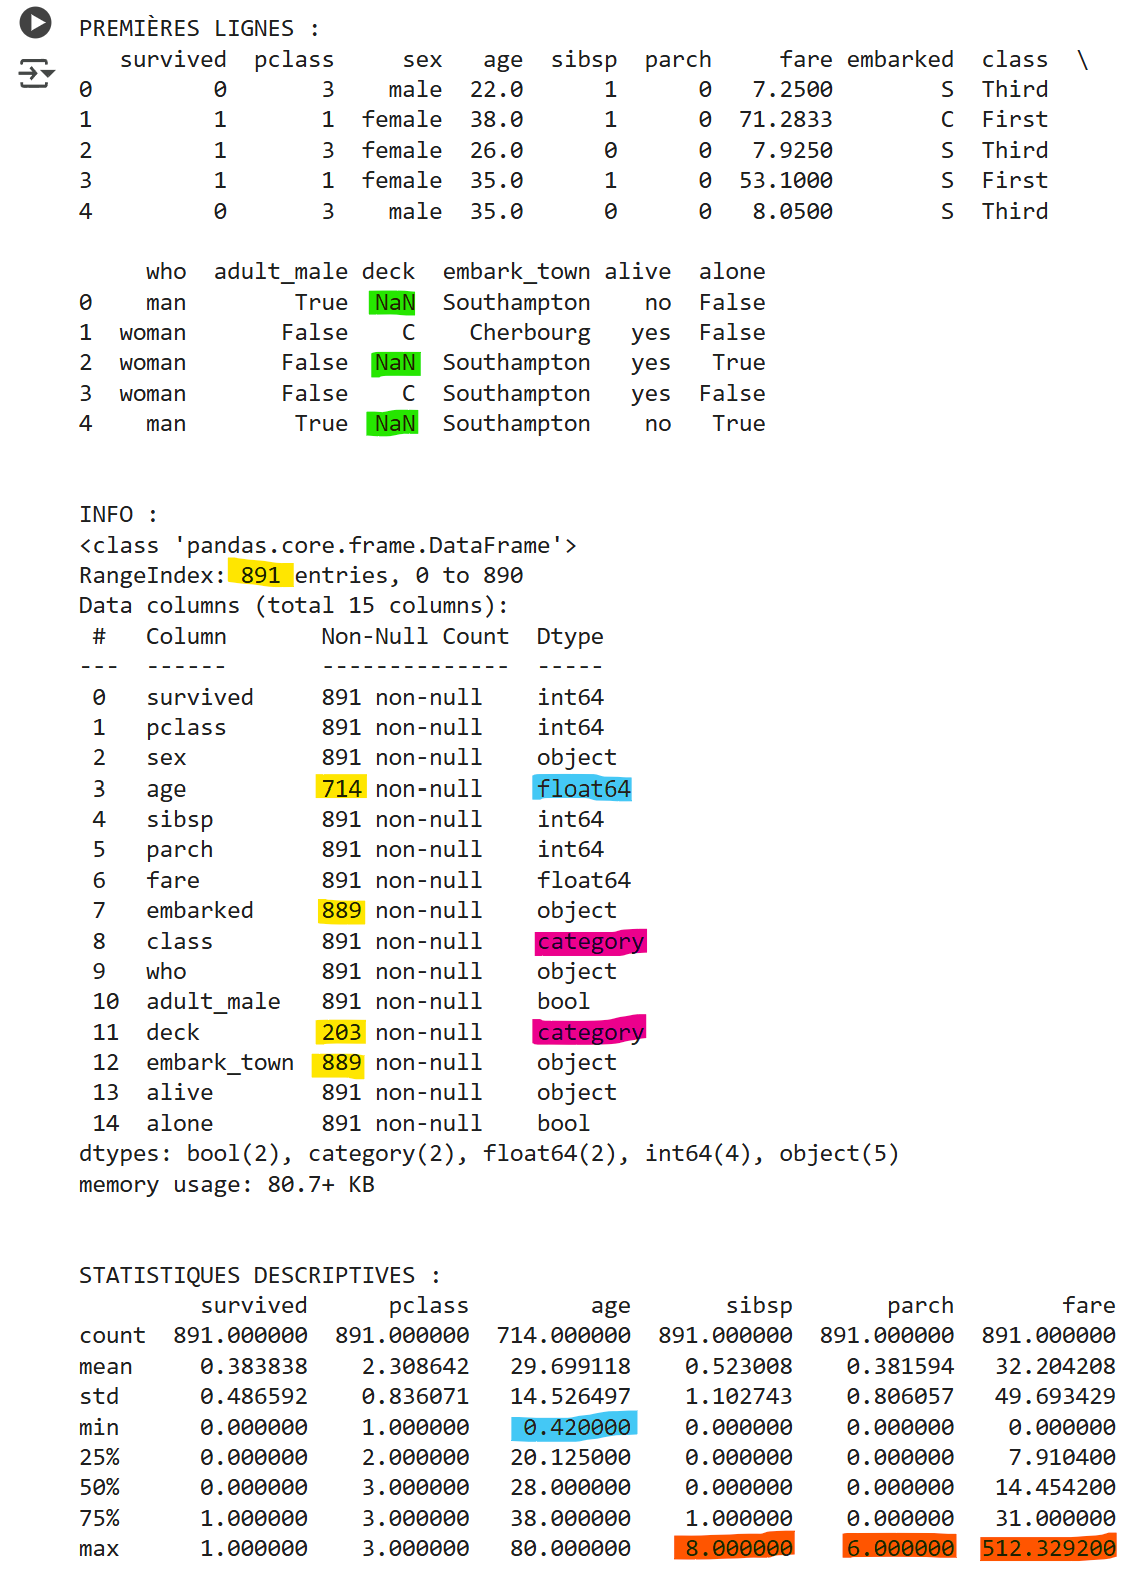 PREMIÈRES LIGNES :
survived pclass sex age sibsp parch fare embarked class \
0 0 3 male 22.0 1 0 7.2500 S Third
1 1 1 female 38.0 1 0 71.2833 C First
2 1 3 female 26.0 0 0 7.9250 S Third
3 1 1 female 35.0 1 0 53.1000 S First
4 0 3 male 35.0 0 0 8.0500 S Third
who adult_male deck embark_town alive alone
0 man True NaN Southampton no False
1 woman False C Cherbourg yes False
2 woman False NaN Southampton yes True
3 woman False C Southampton yes False
4 man True NaN Southampton no True
INFO :
<class 'pandas.core.frame.DataFrame'>
RangeIndex: 891 entries, 0 to 890
Data columns (total 15 columns):
# Column Non-Null Count Dtype
--- ------ -------------- -----
0 survived 891 non-null int64
1 pclass 891 non-null int64
2 sex 891 non-null object
3 age 714 non-null float64
4 sibsp 891 non-null int64
5 parch 891 non-null int64
6 fare 891 non-null float64
7 embarked 889 non-null object
8 class 891 non-null category
9 who 891 non-null object
10 adult_male 891 non-null bool
11 deck 203 non-null category
12 embark_town 889 non-null object
13 alive 891 non-null object
14 alone 891 non-null bool
dtypes: bool(2), category(2), float64(2), int64(4), object(5)
memory usage: 80.7+ KB
STATISTIQUES DESCRIPTIVES :
survived pclass age sibsp parch fare
count 891.000000 891.000000 714.000000 891.000000 891.000000 891.000000
mean 0.383838 2.308642 29.699118 0.523008 0.381594 32.204208
std 0.486592 0.836071 14.526497 1.102743 0.806057 49.693429
min 0.000000 1.000000 0.420000 0.000000 0.000000 0.000000
25% 0.000000 2.000000 20.125000 0.000000 0.000000 7.910400
50% 0.000000 3.000000 28.000000 0.000000 0.000000 14.454200
75% 1.000000 3.000000 38.000000 1.000000 0.000000 31.000000
max 1.000000 3.000000 80.000000 8.000000 6.000000 512.329200